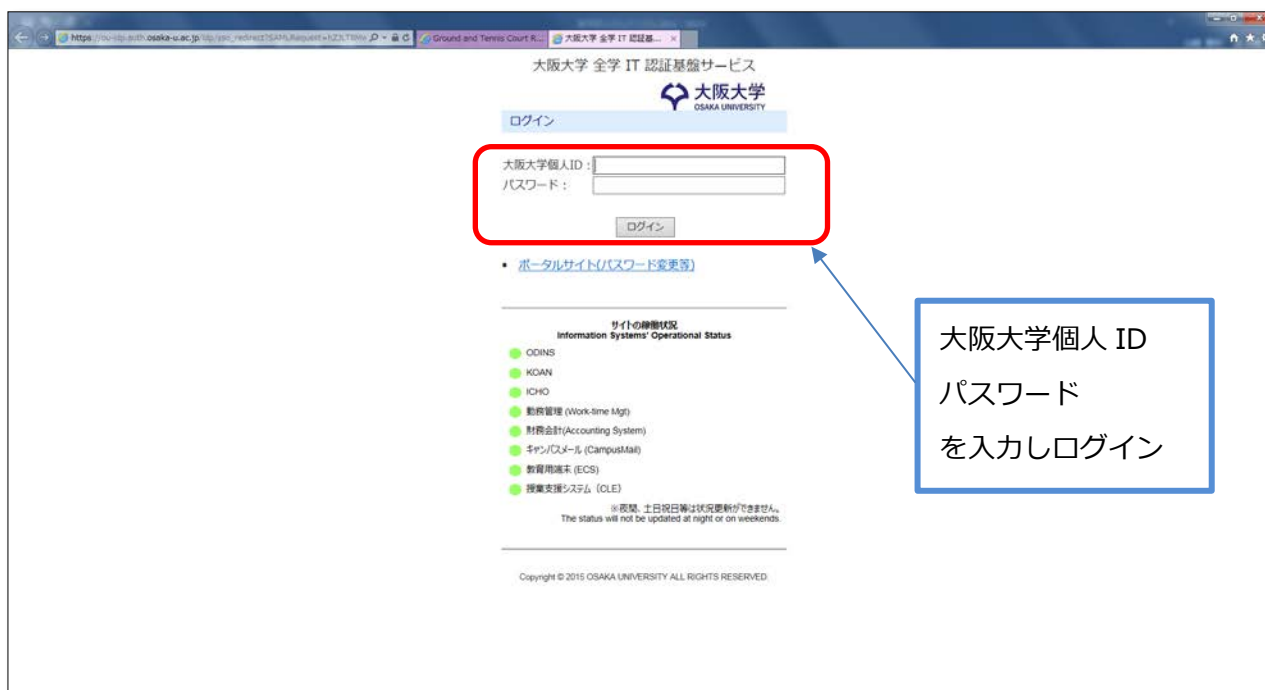 Ground and Tennis Court R...
大阪大学 全学 IT 認証基...
大阪大学 全学 IT 認証基盤サービス
大阪大学
OSAKA UNIVERSITY
ログイン
大阪大学個人ID：
パスワード：
ログイン
ポータルサイト(パスワード変更等)
大阪大学個人 ID
パスワード
を入力しログイン
サイトの稼働状況
Information Systems' Operational Status
ODINS
KOAN
ICHO
勤務管理 (Work-time Mgt)
財務会計(Accounting System)
キャンパスメール (CampusMail)
教育用端末 (ECS)
授業支援システム（CLE）
※夜間、土日祝日等は状況更新ができません。
The status will not be updated at night or on weekends.
Copyright © 2015 OSAKA UNIVERSITY ALL RIGHTS RESERVED